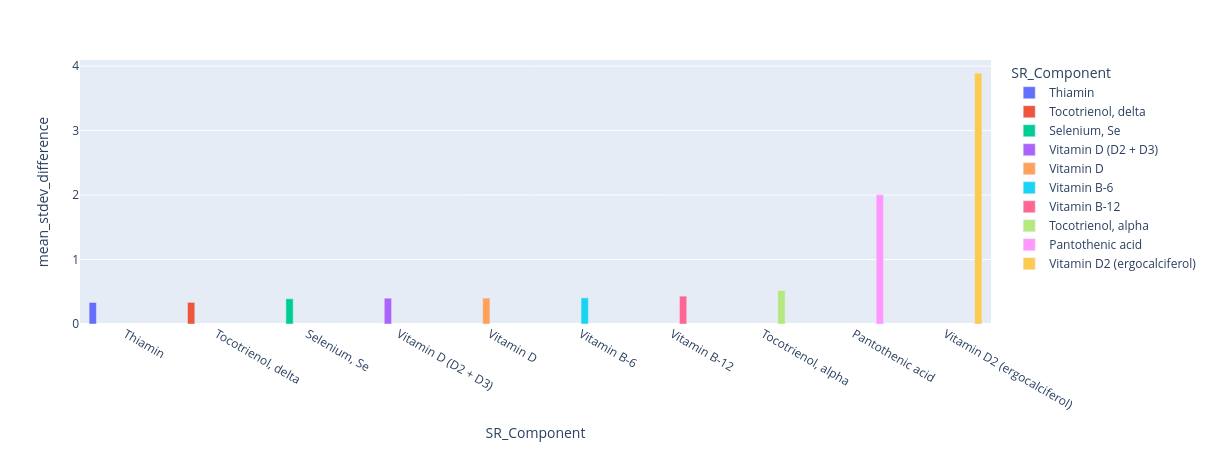 4
3
2
1
0
mean_stdev_difference
Thiamin
Tocotrienol, delta
Selenium, Se
Vitamin D (D2 + D3)
Vitamin D
Vitamin B-6
Vitamin B-12
Tocotrienol, alpha
Pantothenic acid
Vitamin D2 (ergocalciferol)
SR_Component
SR_Component
Thiamin
Tocotrienol, delta
Selenium, Se
Vitamin D (D2 + D3)
Vitamin D
Vitamin B-6
Vitamin B-12
Tocotrienol, alpha
Pantothenic acid
Vitamin D2 (ergocalciferol)